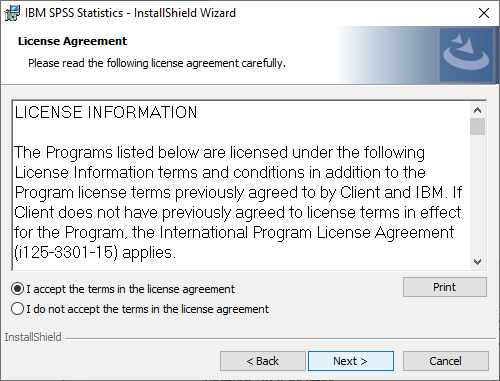 IBM SPSS Statistics - InstallShield Wizard
License Agreement
Please read the following license agreement carefully.
LICENSE INFORMATION
The Programs listed below are licensed under the following
License Information terms and conditions in addition to the
Program license terms previously agreed to by Client and IBM. If
Client does not have previously agreed to license terms in effect
for the Program, the International Program License Agreement
(i125-3301-15) applies.
I accept the terms in the license agreement
Print
I do not accept the terms in the license agreement
InstallShield
< Back
Next >
Cancel